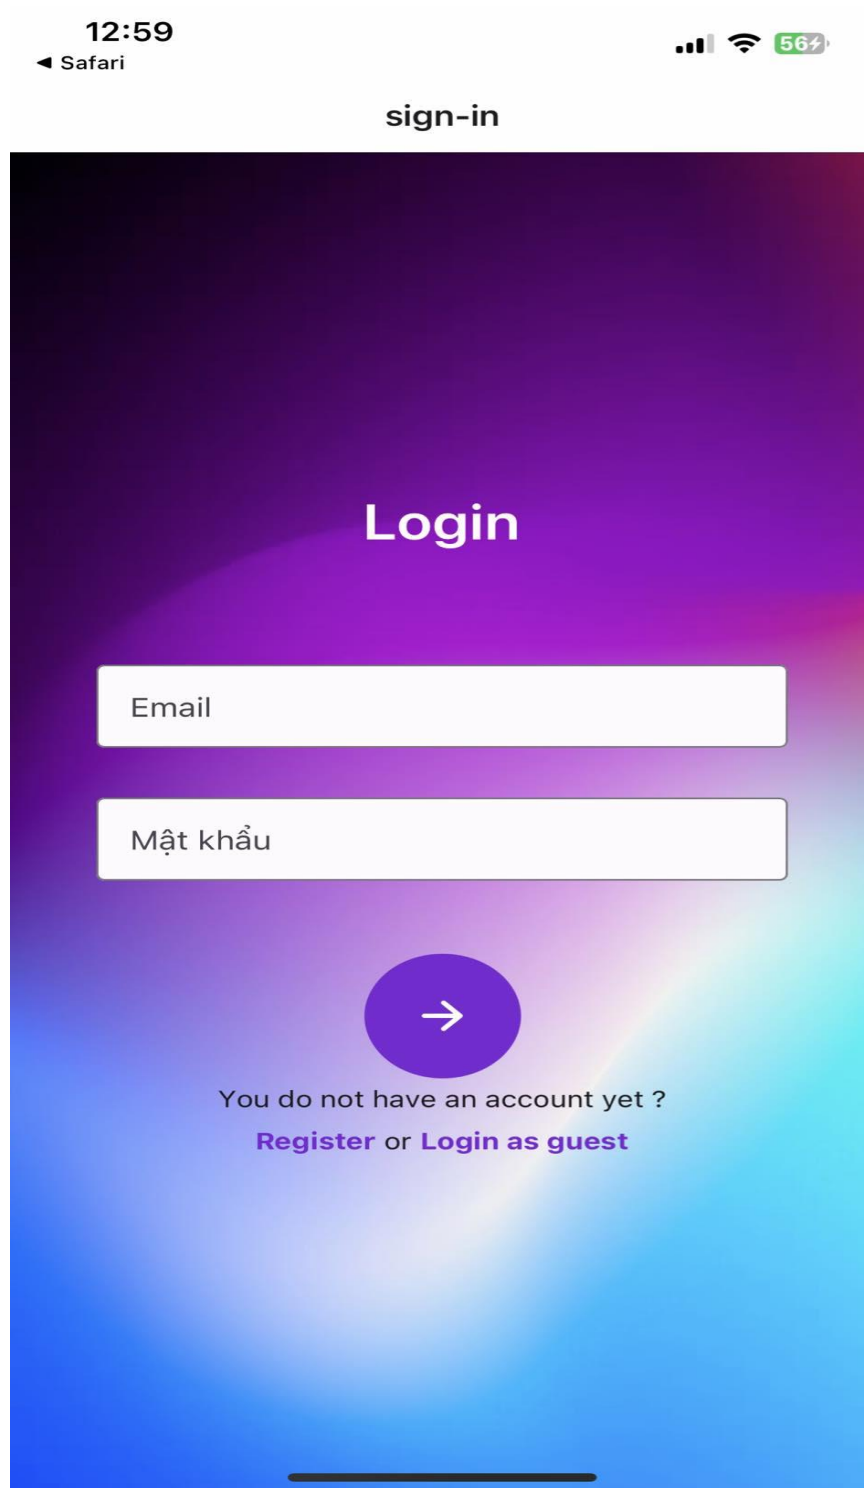 12:59
56
◀ Safari
sign-in
Login
Email
Mật khẩu
You do not have an account yet ?
Register or Login as guest